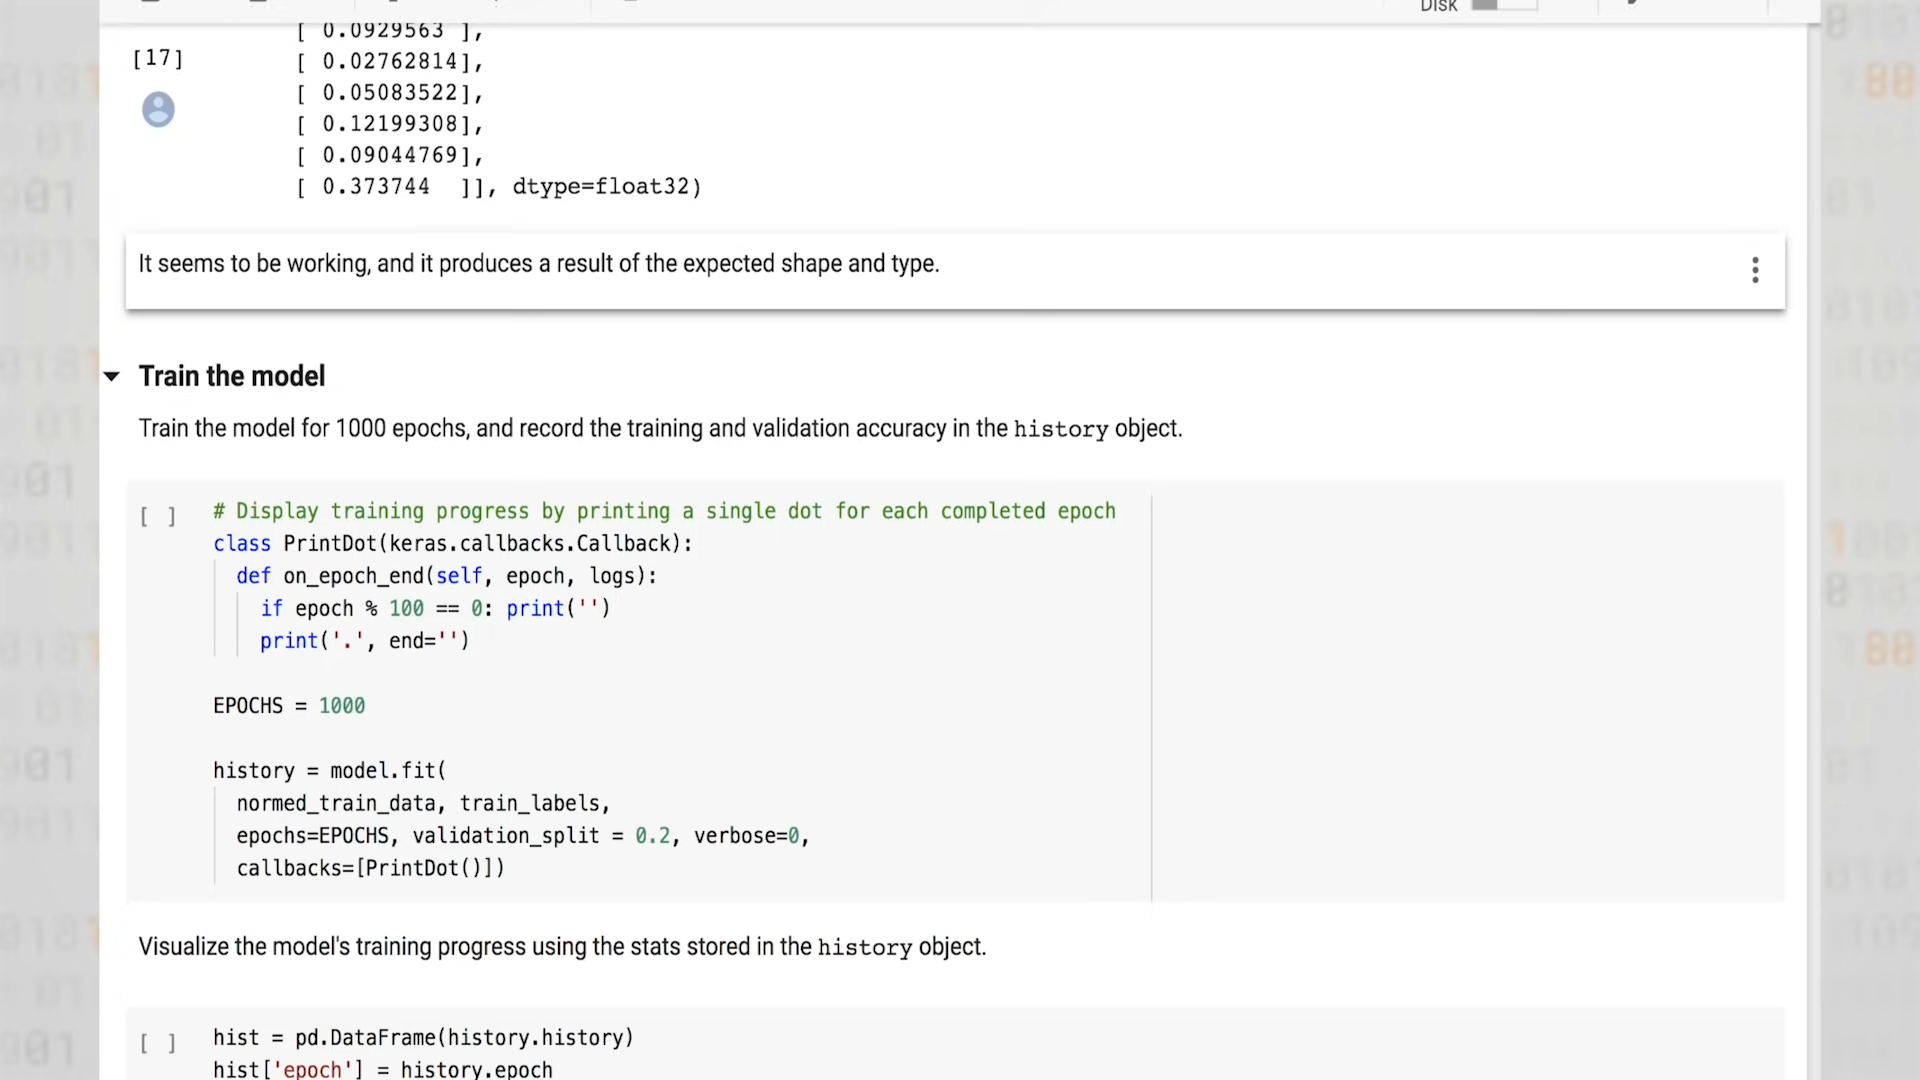 Disk
[ 0.0929563 ],
[17]
[ 0.02762814],
[ 0.05083522],
[ 0.12199308],
[ 0.09044769],
[ 0.373744 ]], dtype=float32)
It seems to be working, and it produces a result of the expected shape and type.
Train the model
Train the model for 1000 epochs, and record the training and validation accuracy in the history object.
[ ]
# Display training progress by printing a single dot for each completed epoch
class PrintDot(keras.callbacks.Callback):
def on_epoch_end(self, epoch, logs):
if epoch % 100 == 0: print('')
print('.', end='')
EPOCHS = 1000
history = model.fit(
normed_train_data, train_labels,
epochs=EPOCHS, validation_split = 0.2, verbose=0,
callbacks=[PrintDot()])
Visualize the model's training progress using the stats stored in the history object.
[ ]
hist = pd.DataFrame(history.history)
hist['epoch'] = history.epoch